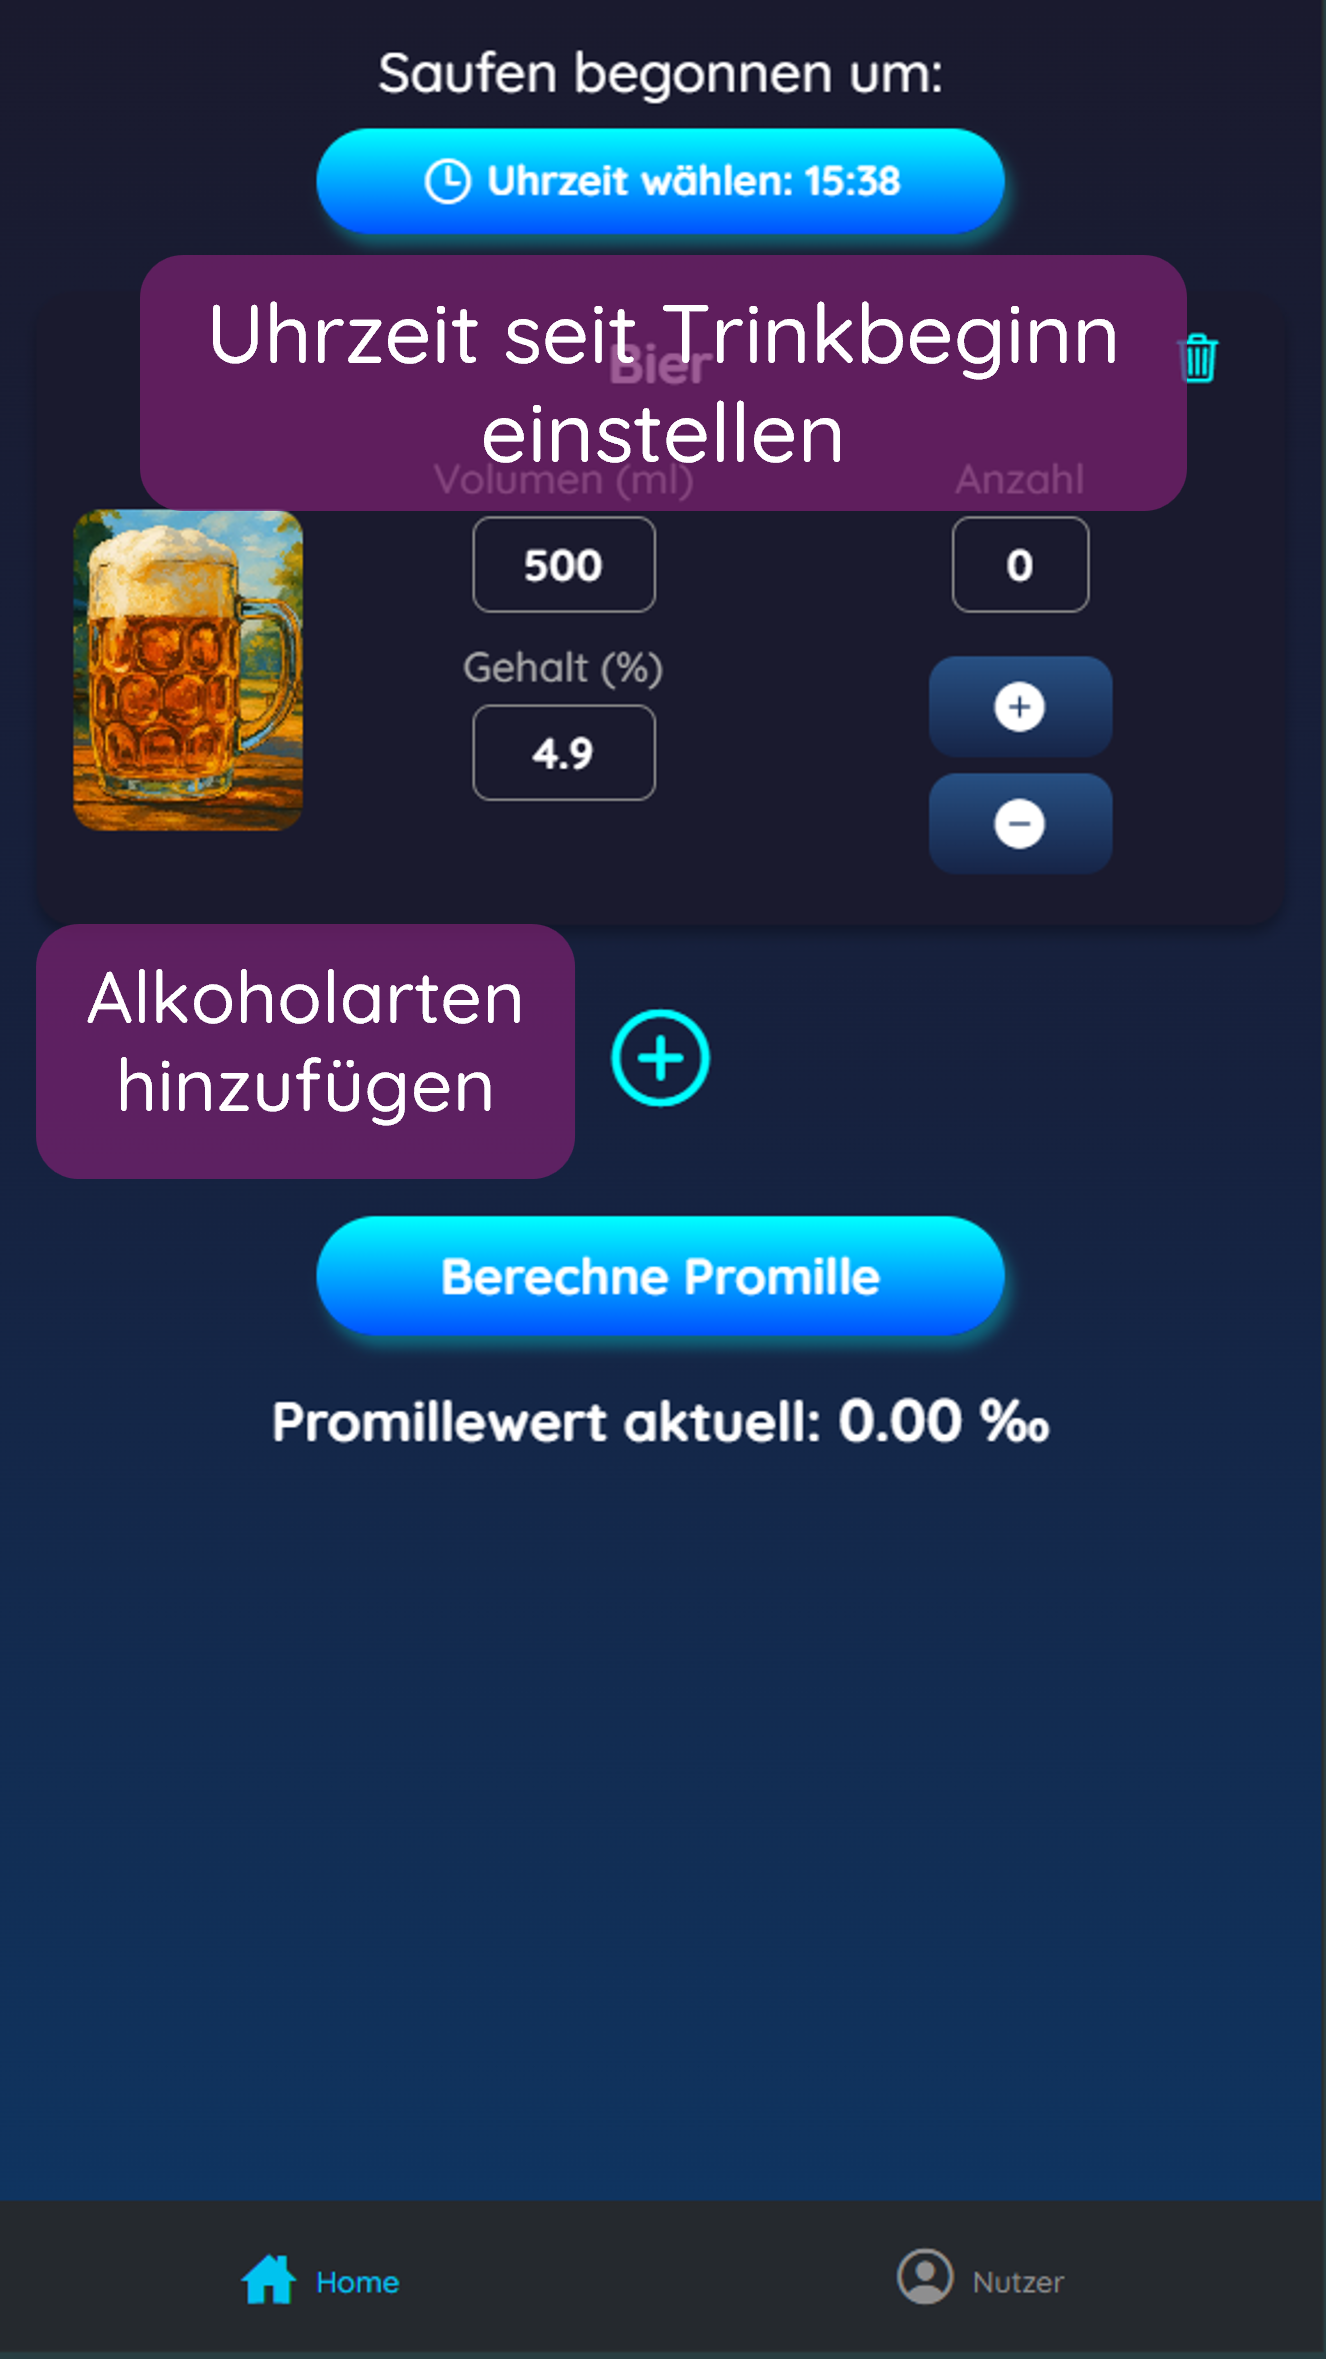 Saufen begonnen um:
Uhrzeit wählen: 15:38
Uhrzeit seit Trinkbeginn
einstellen
Bier
Volumen (ml)
Anzahl
500
0
Gehalt (%)
4.9
Alkoholarten
hinzufügen
Berechne Promille
Promillewert aktuell: 0.00 ‰
Home
Nutzer